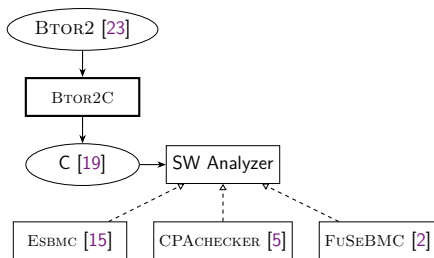 BTOR2 [23]
BTOR2C
C [19]
SW Analyzer
ESBMC [15]
CPACHECKER [5]
FUSEBMC [2]